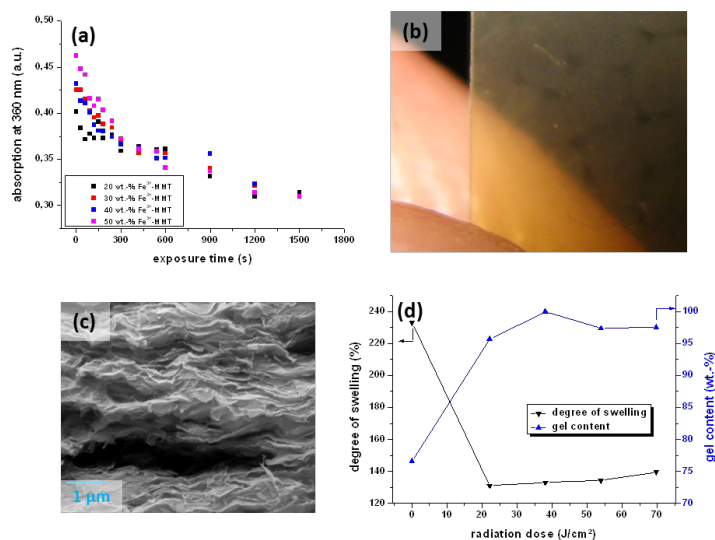 (a)
absorption at 360 nm (a.u.)
0,50
0,45
0,40
0,35
0,30
20 wt.-% Fe³⁺-MMT
30 wt.-% Fe³⁺-MMT
40 wt.-% Fe³⁺-MMT
50 wt.-% Fe³⁺-MMT
0 300 600 900 1200 1500 1800
exposure time (s)
(b)
(c)
1 µm
(d)
degree of swelling (%)
240
220
200
180
160
140
120
degree of swelling
gel content
100
95
90
85
80
75
70
gel content (wt.-%)
0 10 20 30 40 50 60 70
radiation dose (J/cm²)